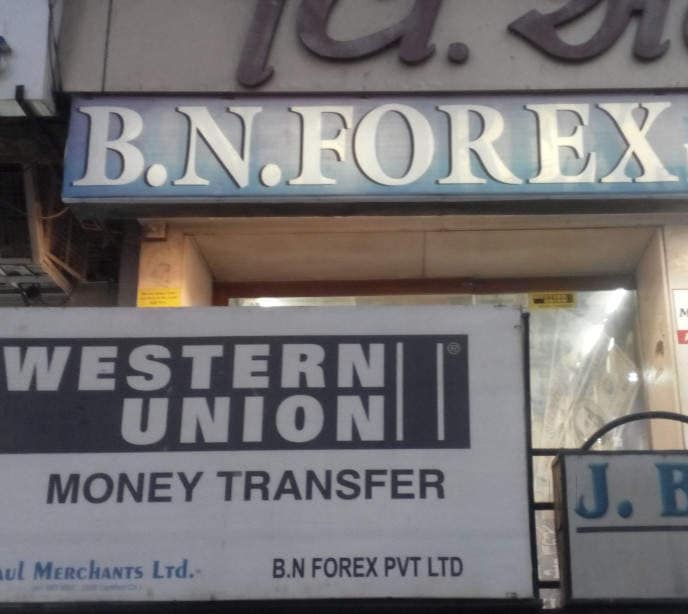 B.N.FOREX
WESTERN
UNION
®
MONEY TRANSFER
MERCHANTS LTD.-
B.N FOREX PVT LTD
J. B